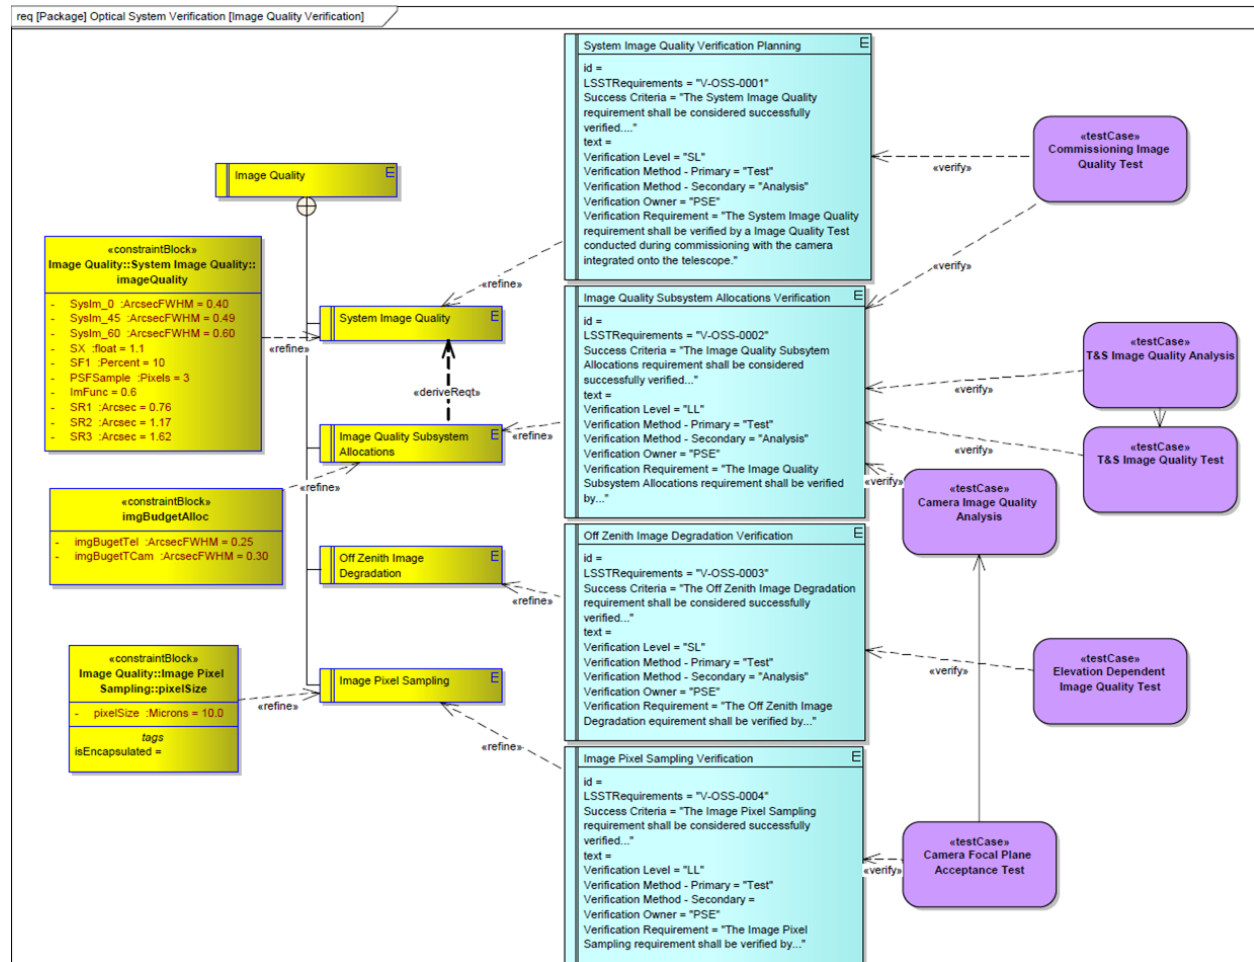 req [Package] Optical System Verification [Image Quality Verification]
System Image Quality Verification Planning
E
id =
LSSTRequirements = "V-OSS-0001"
Success Criteria = "The System Image Quality
requirement shall be considered successfully
verified...."
text =
Verification Level = "SL"
Verification Method - Primary = "Test"
Verification Method - Secondary = "Analysis"
Verification Owner = "PSE"
Verification Requirement = "The System Image Quality
requirement shall be verified by a Image Quality Test
conducted during commissioning with the camera
integrated onto the telescope."
«testCase»
Commissioning Image
Quality Test
«verify»
«verify»
Image Quality
E
«constraintBlock»
Image Quality::System Image Quality::
imageQuality
- SysIm_0 :ArcsecFWHM = 0.40
- SysIm_45 :ArcsecFWHM = 0.49
- SysIm_60 :ArcsecFWHM = 0.60
- SX :float = 1.1
- SF1 :Percent = 10
- PSFSample :Pixels = 3
- ImFunc = 0.6
- SR1 :Arcsec = 0.76
- SR2 :Arcsec = 1.17
- SR3 :Arcsec = 1.62
«refine»
System Image Quality
E
«refine»
«deriveReqt»
Image Quality Subsystem Allocations Verification
E
id =
LSSTRequirements = "V-OSS-0002"
Success Criteria = "The Image Quality Subsytem
Allocations requirement shall be considered
successfully verified..."
text =
Verification Level = "LL"
Verification Method - Primary = "Test"
Verification Method - Secondary = "Analysis"
Verification Owner = "PSE"
Verification Requirement = "The Image Quality
Subsystem Allocations requirement shall be verified
by..."
«testCase»
T&S Image Quality Analysis
«verify»
«testCase»
T&S Image Quality Test
«verify»
Image Quality Subsystem
Allocations
E
«refine»
«refine»
«testCase»
Camera Image Quality
Analysis
«verify»
«constraintBlock»
imgBudgetAlloc
- imgBugetTel :ArcsecFWHM = 0.25
- imgBugetTCam :ArcsecFWHM = 0.30
Off Zenith Image
Degradation
E
«refine»
Off Zenith Image Degradation Verification
E
id =
LSSTRequirements = "V-OSS-0003"
Success Criteria = "The Off Zenith Image Degradation
requirement shall be considered successfully
verified..."
text =
Verification Level = "SL"
Verification Method - Primary = "Test"
Verification Method - Secondary = "Analysis"
Verification Owner = "PSE"
Verification Requirement = "The Off Zenith Image
Degradation equirement shall be verified by..."
«testCase»
Elevation Dependent
Image Quality Test
«verify»
«constraintBlock»
Image Quality::Image Pixel
Sampling::pixelSize
- pixelSize :Microns = 10.0
tags
isEncapsulated =
«refine»
Image Pixel Sampling
E
«refine»
Image Pixel Sampling Verification
E
id =
LSSTRequirements = "V-OSS-0004"
Success Criteria = "The Image Pixel Sampling
requirement shall be considered successfully
verified..."
text =
Verification Level = "LL"
Verification Method - Primary = "Test"
Verification Method - Secondary =
Verification Owner = "PSE"
Verification Requirement = "The Image Pixel
Sampling requirement shall be verified by..."
«testCase»
Camera Focal Plane
Acceptance Test
«verify»